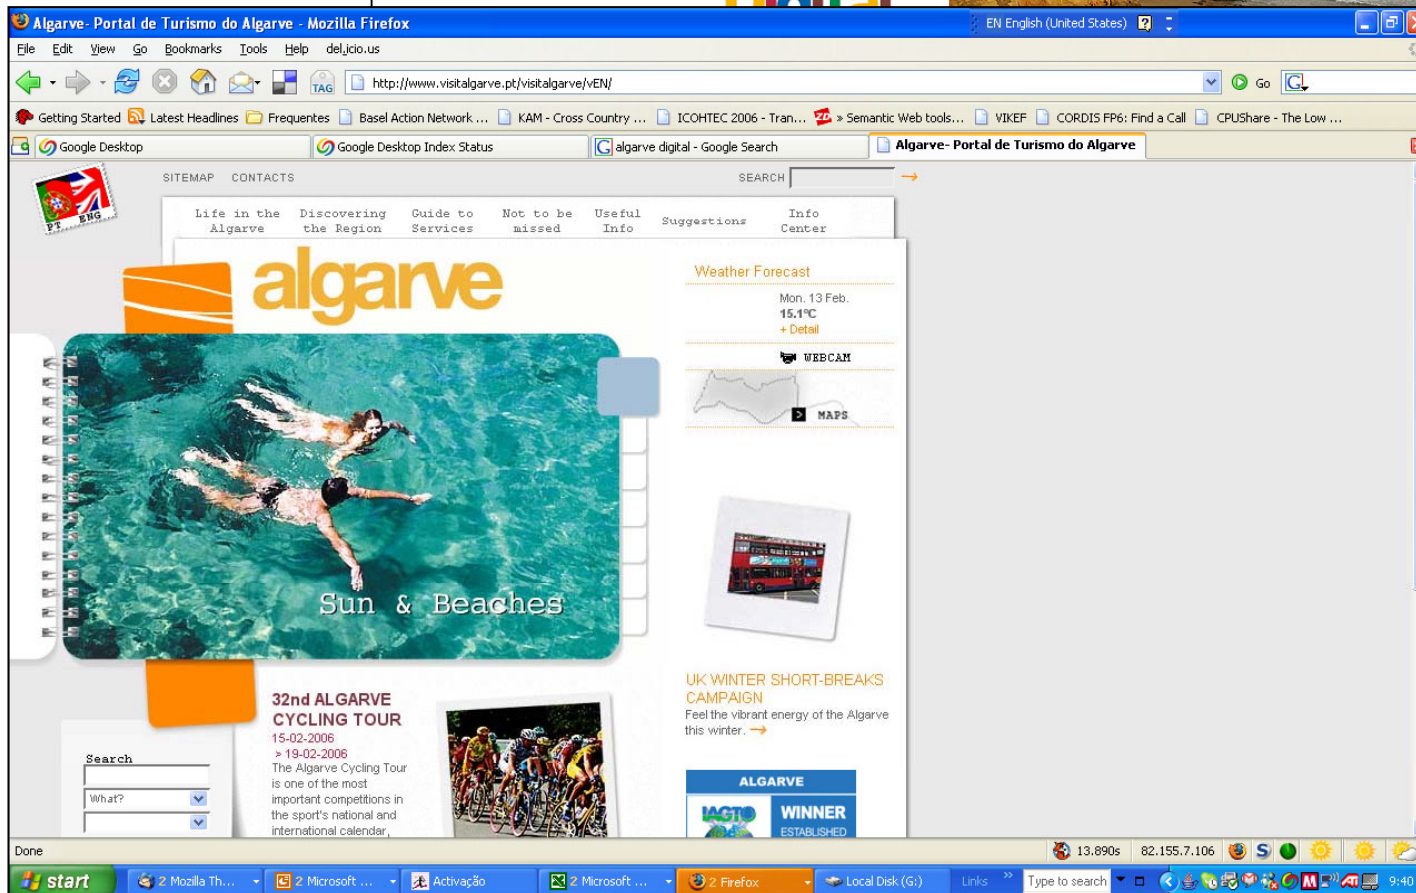 Digital
Algarve- Portal de Turismo do Algarve - Mozilla Firefox
EN English (United States)
File Edit View Go Bookmarks Tools Help del.icio.us
TAG http://www.visitalgarve.pt/visitalgarve/vEN/ Go G
Getting Started Latest Headlines Frequentes Basel Action Network ... KAM - Cross Country ... ICOHTEC 2006 - Tran... » Semantic Web tools... VIKEF CORDIS FP6: Find a Call CPUShare - The Low ...
Google Desktop Google Desktop Index Status algarve digital - Google Search Algarve- Portal de Turismo do Algarve
PT ENG
SITEMAP CONTACTS SEARCH
Life in the Algarve
Discovering the Region
Guide to Services
Not to be missed
Useful Info
Suggestions
Info Center
algarve
Sun & Beaches
Weather Forecast
Mon. 13 Feb.
15.1ºC
+ Detail
WEBCAM
MAPS
UK WINTER SHORT-BREAKS
CAMPAIGN
Feel the vibrant energy of the Algarve
this winter.
32nd ALGARVE
CYCLING TOUR
15-02-2006
> 19-02-2006
The Algarve Cycling Tour
is one of the most
important competitions in
the sport's national and
international calendar,
Search
What?
ALGARVE
IAGTO
WINNER
ESTABLISHED
Done 13.890s 82.155.7.106
start 2 Mozilla Th... 2 Microsoft ... Activação 2 Microsoft ... 2 Firefox Local Disk (G:) Links Type to search 9:40